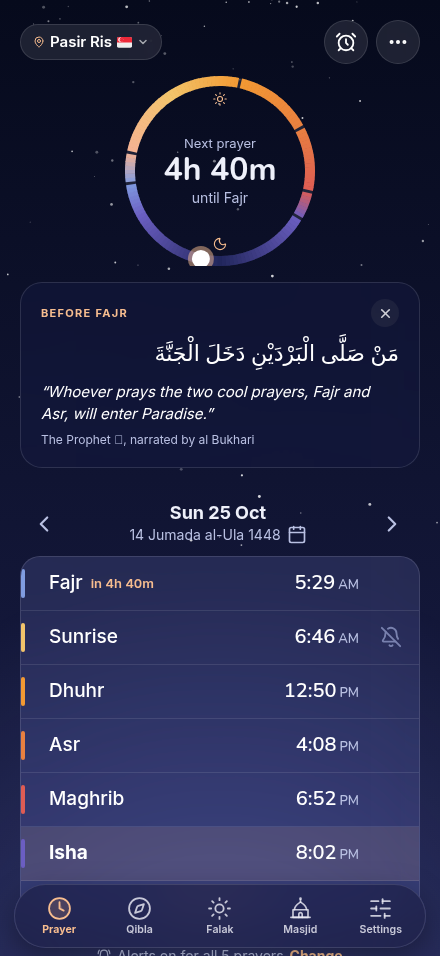 Pasir Ris
Next prayer
4h 40m
until Fajr
BEFORE FAJR
مَنْ صَلَّى الْبَرْدَيْنِ دَخَلَ الْجَنَّةَ
“Whoever prays the two cool prayers, Fajr and
Asr, will enter Paradise.”
The Prophet , narrated by al Bukhari
Sun 25 Oct
14 Jumada al-Ula 1448
Fajr in 4h 40m 5:29 AM
Sunrise 6:46 AM
Dhuhr 12:50 PM
Asr 4:08 PM
Maghrib 6:52 PM
Isha 8:02 PM
Prayer Qibla Falak Masjid Settings
Alerts on for all 5 prayers Change